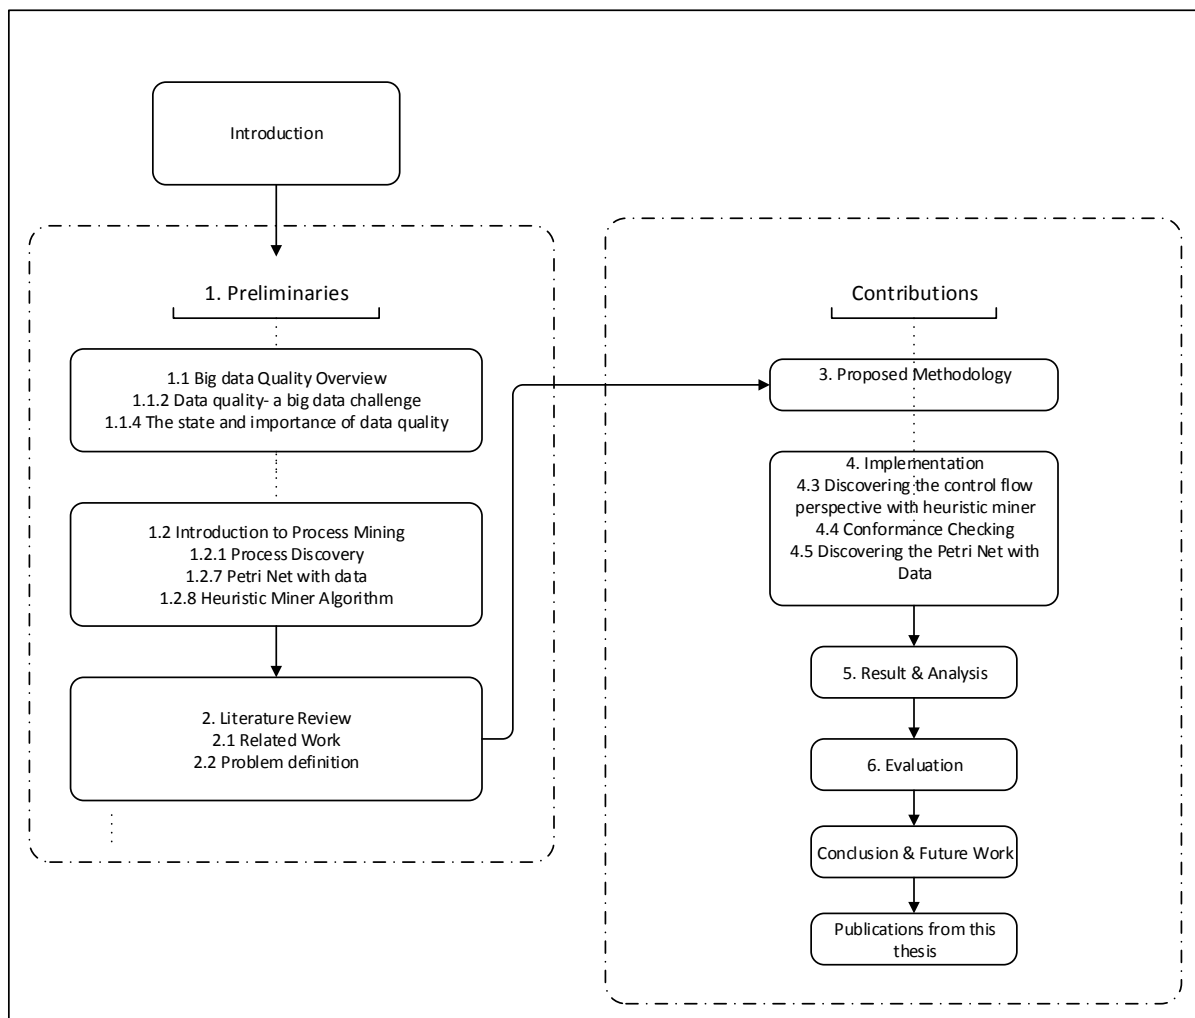 Introduction
1. Preliminaries
1.1 Big data Quality Overview
1.1.2 Data quality- a big data challenge
1.1.4 The state and importance of data quality
1.2 Introduction to Process Mining
1.2.1 Process Discovery
1.2.7 Petri Net with data
1.2.8 Heuristic Miner Algorithm
2. Literature Review
2.1 Related Work
2.2 Problem definition
Contributions
3. Proposed Methodology
4. Implementation
4.3 Discovering the control flow
perspective with heuristic miner
4.4 Conformance Checking
4.5 Discovering the Petri Net with
Data
5. Result & Analysis
6. Evaluation
Conclusion & Future Work
Publications from this
thesis